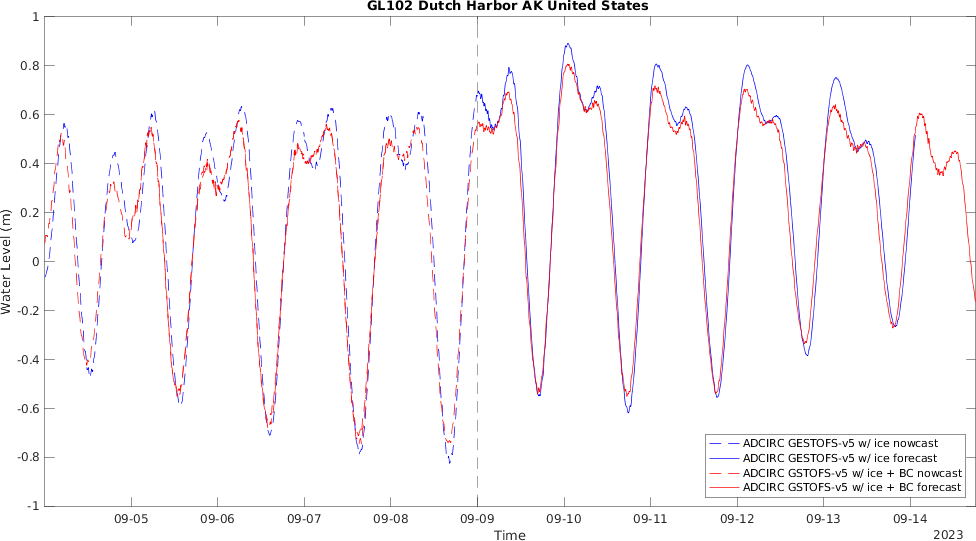 GL102 Dutch Harbor AK United States
1
0.8
0.6
0.4
0.2
0
-0.2
-0.4
-0.6
-0.8
-1
Water Level (m)
ADCIRC GESTOFS-v5 w/ ice nowcast
ADCIRC GESTOFS-v5 w/ ice forecast
ADCIRC GSTOFS-v5 w/ ice + BC nowcast
ADCIRC GSTOFS-v5 w/ ice + BC forecast
09-05 09-06 09-07 09-08 09-09 09-10 09-11 09-12 09-13 09-14
Time
2023